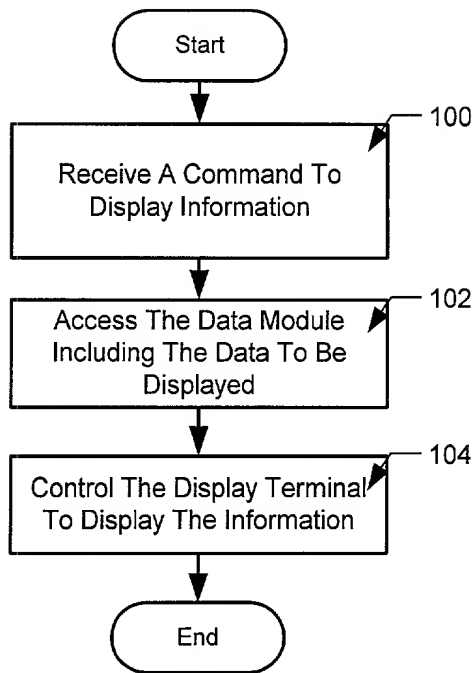 Start
100
Receive A Command To
Display Information
102
Access The Data Module
Including The Data To Be
Displayed
104
Control The Display Terminal
To Display The Information
End